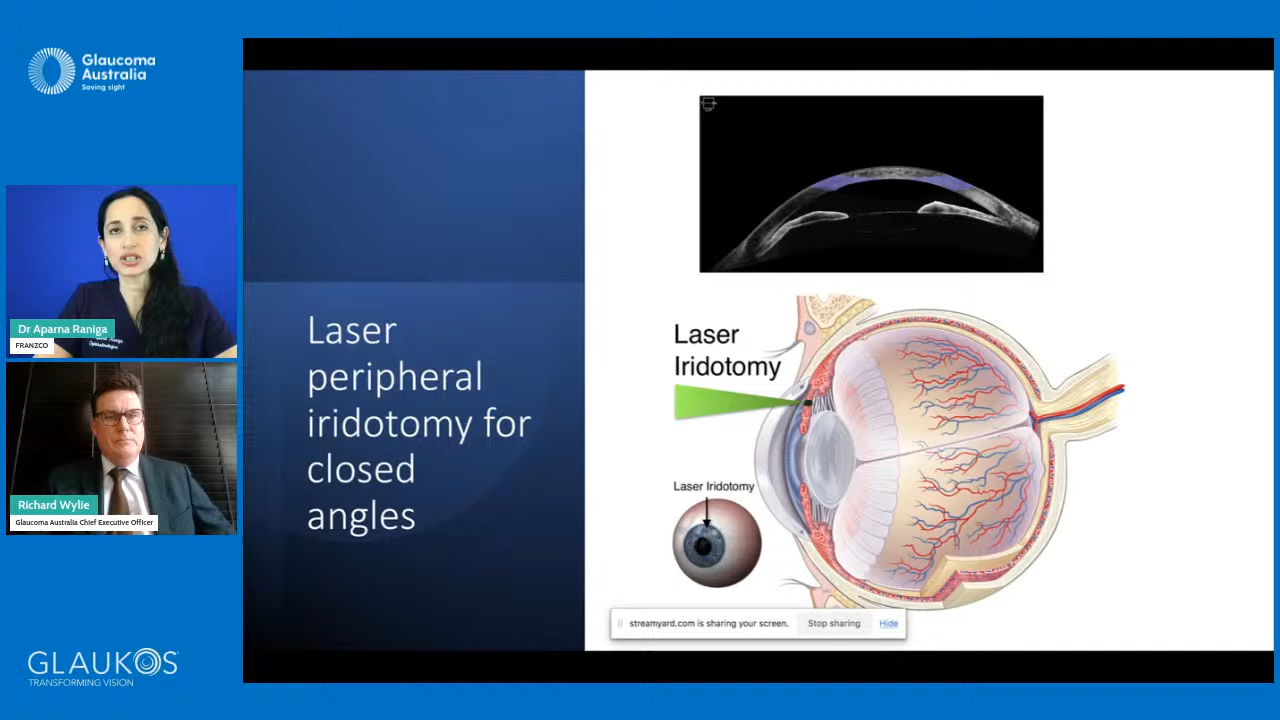 Glaucoma
Australia
Saving sight
Dr Aparna Raniga
FRANZCO
Richard Wylie
Glaucoma Australia Chief Executive Officer
GLAUKOS
TRANSFORMING VISION
Laser
peripheral
iridotomy for
closed
angles
Laser
Iridotomy
Laser Iridotomy
streamyard.com is sharing your screen.
Stop sharing
Hide